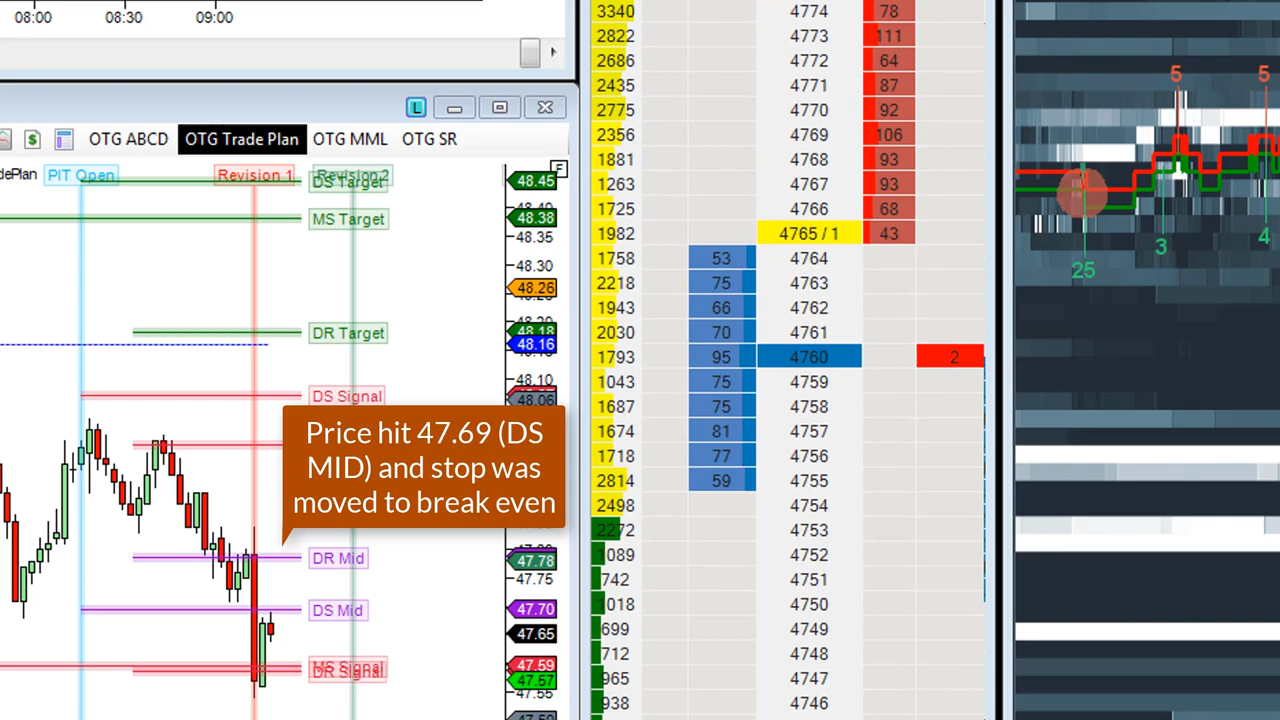 08:00 08:30 09:00
L
OTG ABCD OTG Trade Plan OTG MML OTG SR
dePlan PIT Open Revision 1 Revision 2
F
DS Target 48.45
MS Target 48.38
48.35
48.30
48.26
DR Target 48.18
48.16
48.10
DS Signal
48.06
Price hit 47.69 (DS
MID) and stop was
moved to break even
DR Mid 47.78
47.75
DS Mid 47.70
47.65
MS Signal 47.59
DR Signal 47.57
47.55
3340 4774 78
2822 4773 111
2686 4772 64
2435 4771 87
2775 4770 92
2356 4769 106
1881 4768 93
1263 4767 93
1725 4766 68
1982 4765 / 1 43
1758 53 4764
2218 75 4763
1943 66 4762
2030 70 4761
1793 95 4760 2
1043 75 4759
1687 75 4758
1674 81 4757
1718 77 4756
2814 59 4755
2498 4754
2272 4753
1089 4752
742 4751
1018 4750
699 4749
712 4748
965 4747
938 4746
5 5
3 4
25